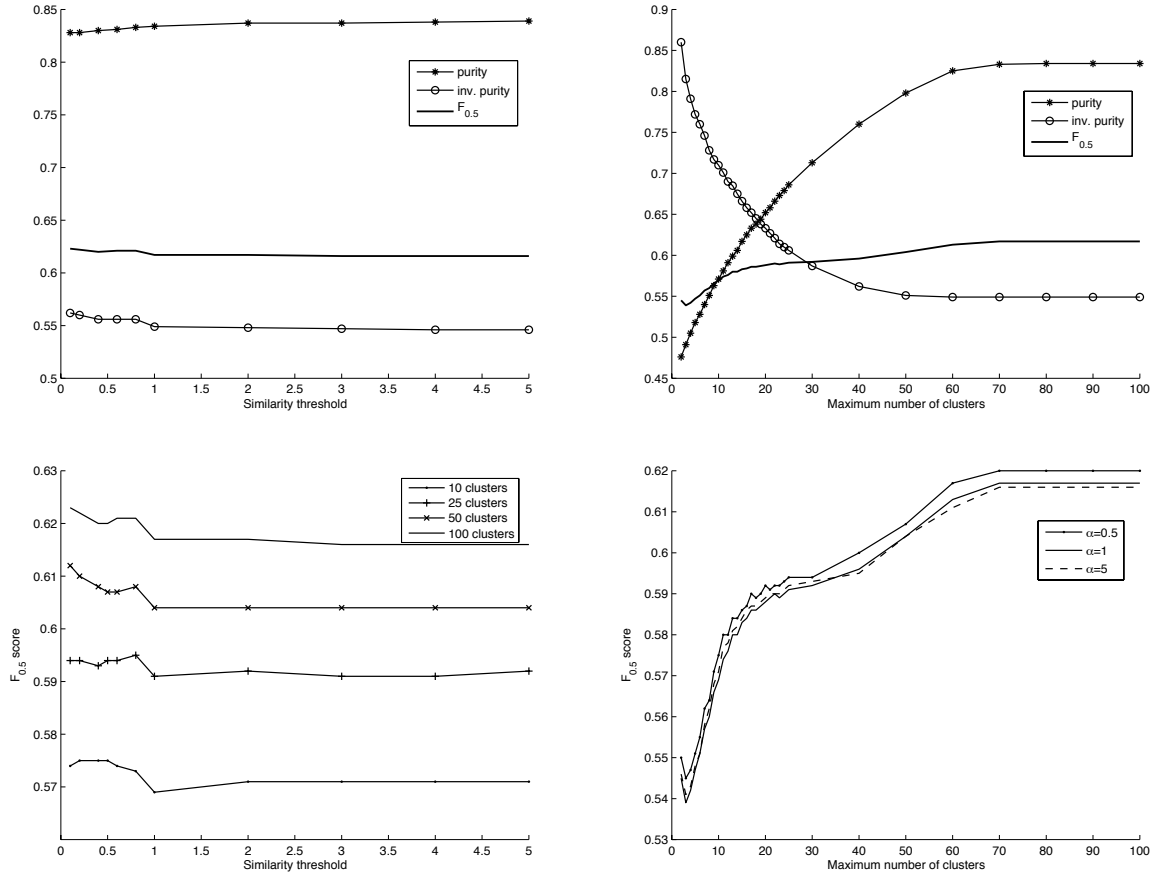 0.85
0.8
0.75
0.7
0.65
0.6
0.55
0.5
0 0.5 1 1.5 2 2.5 3 3.5 4 4.5 5
Similarity threshold
purity
inv. purity
F0.5
0.9
0.85
0.8
0.75
0.7
0.65
0.6
0.55
0.5
0.45
0 10 20 30 40 50 60 70 80 90 100
Maximum number of clusters
purity
inv. purity
F0.5
0.63
0.62
0.61
0.6
0.59
0.58
0.57
F0.5 score
0 0.5 1 1.5 2 2.5 3 3.5 4 4.5 5
Similarity threshold
10 clusters
25 clusters
50 clusters
100 clusters
0.62
0.61
0.6
0.59
0.58
0.57
0.56
0.55
0.54
0.53
F0.5 score
0 10 20 30 40 50 60 70 80 90 100
Maximum number of clusters
α=0.5
α=1
α=5